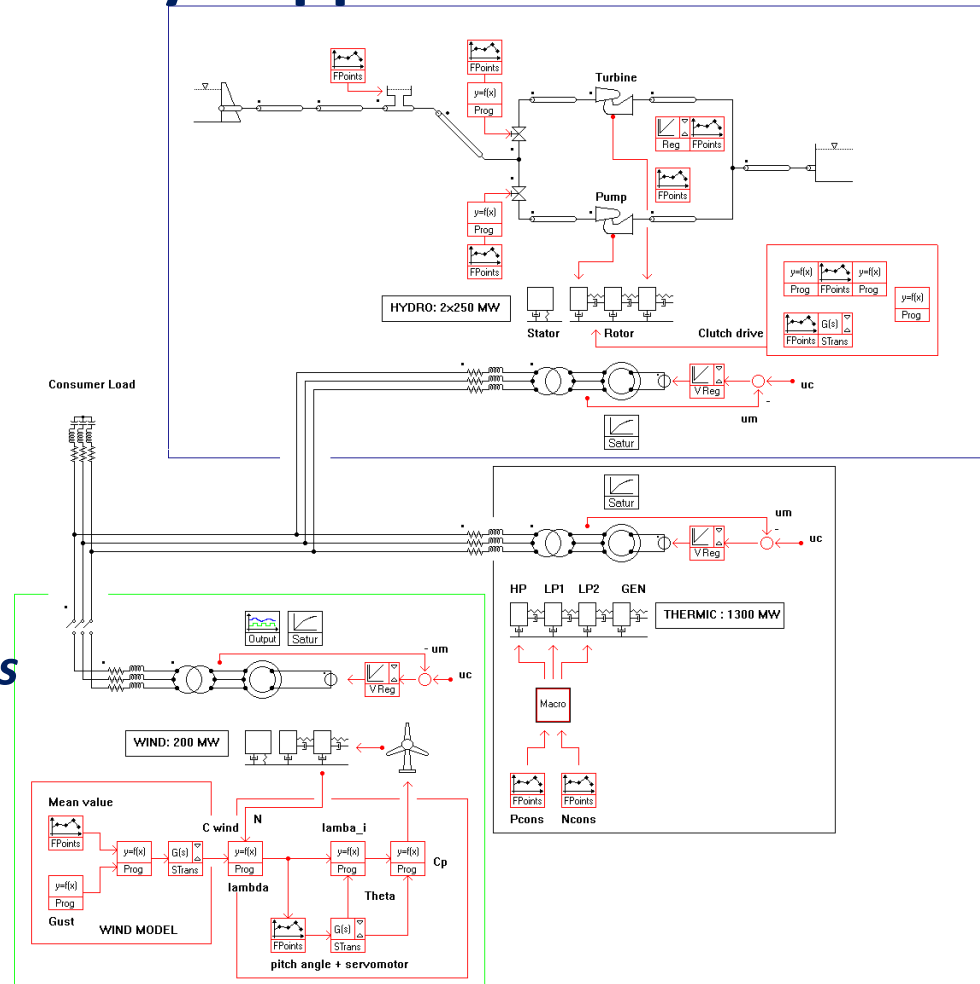 FPoints
FPoints
y=f(x)
Prog
Turbine
Reg FPoints
FPoints
Pump
y=f(x)
Prog
FPoints
HYDRO: 2x250 MW
Stator
Rotor
Clutch drive
y=f(x) y=f(x)
Prog FPoints Prog
y=f(x)
Prog
G(s)
FPoints STrans
Consumer Load
V Reg
uc
-
um
Satur
Satur
um
-
uc
V Reg
HP LP1 LP2 GEN
THERMIC : 1300 MW
Macro
FPoints FPoints
Pcons Ncons
Output Satur
s
- um
uc
V Reg
WIND: 200 MW
Mean value
FPoints
y=f(x)
Prog
G(s)
STrans
y=f(x)
Prog
Gust
WIND MODEL
C wind
N
y=f(x)
Prog
lambda
lamba_i
y=f(x)
Prog
y=f(x)
Prog
Cp
Theta
FPoints
G(s)
STrans
pitch angle + servomotor